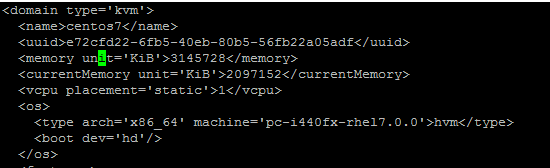 <domain type='kvm'>
<name>centos7</name>
<uuid>e72cfd22-6fb5-40eb-80b5-56fb22a05adf</uuid>
<memory unit='KiB'>3145728</memory>
<currentMemory unit='KiB'>2097152</currentMemory>
<vcpu placement='static'>1</vcpu>
<os>
<type arch='x86_64' machine='pc-i440fx-rhel7.0.0'>hvm</type>
<boot dev='hd'/>
</os>